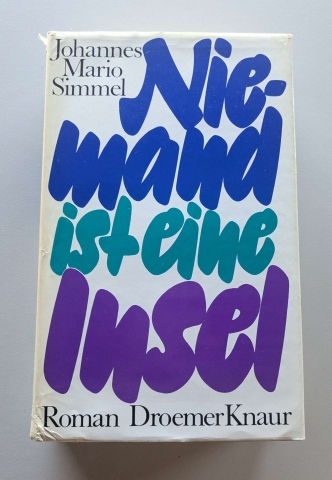 Johannes
Mario
Simmel
Nie-
mand
ist eine
Insel
Roman DroemerKnaur